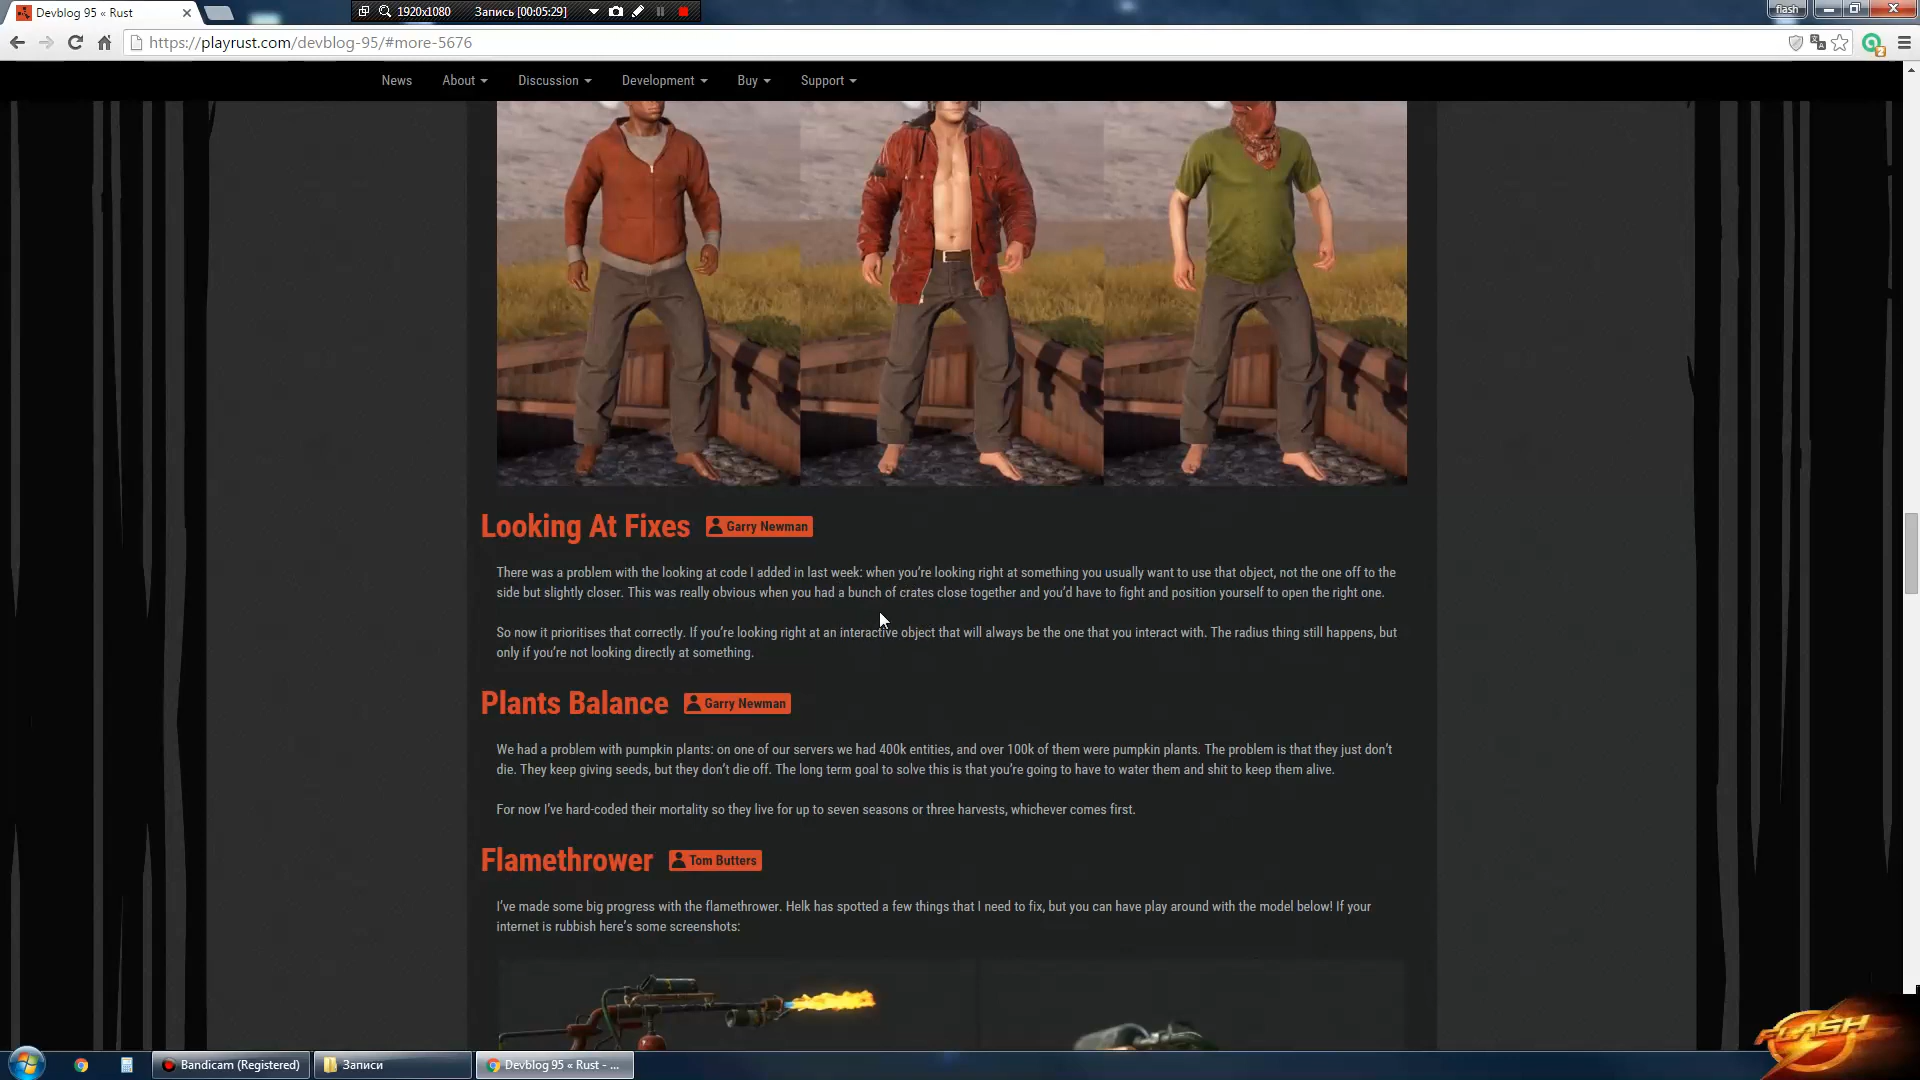 Devblog 95 « Rust
1920x1080
Запись [00:05:29]
flash
https://playrust.com/devblog-95/#more-5676
2
News
About
Discussion
Development
Buy
Support
Looking At Fixes
Garry Newman
There was a problem with the looking at code I added in last week: when you're looking right at something you usually want to use that object, not the one off to the
side but slightly closer. This was really obvious when you had a bunch of crates close together and you'd have to fight and position yourself to open the right one.
So now it prioritises that correctly. If you're looking right at an interactive object that will always be the one that you interact with. The radius thing still happens, but
only if you're not looking directly at something.
Plants Balance
Garry Newman
We had a problem with pumpkin plants: on one of our servers we had 400k entities, and over 100k of them were pumpkin plants. The problem is that they just don't
die. They keep giving seeds, but they don't die off. The long term goal to solve this is that you're going to have to water them and shit to keep them alive.
For now I've hard-coded their mortality so they live for up to seven seasons or three harvests, whichever comes first.
Flamethrower
Tom Butters
I've made some big progress with the flamethrower. Helk has spotted a few things that I need to fix, but you can have play around with the model below! If your
internet is rubbish here's some screenshots:
FLASH
Bandicam (Registered)
Записи
Devblog 95 « Rust - ...